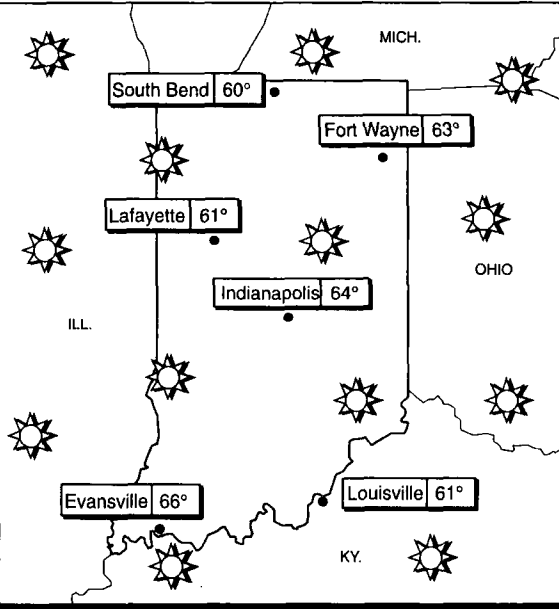 MICH.
South Bend 60°
Fort Wayne 63°
Lafayette 61°
OHIO
Indianapolis 64°
ILL.
Evansville 66°
Louisville 61°
KY.